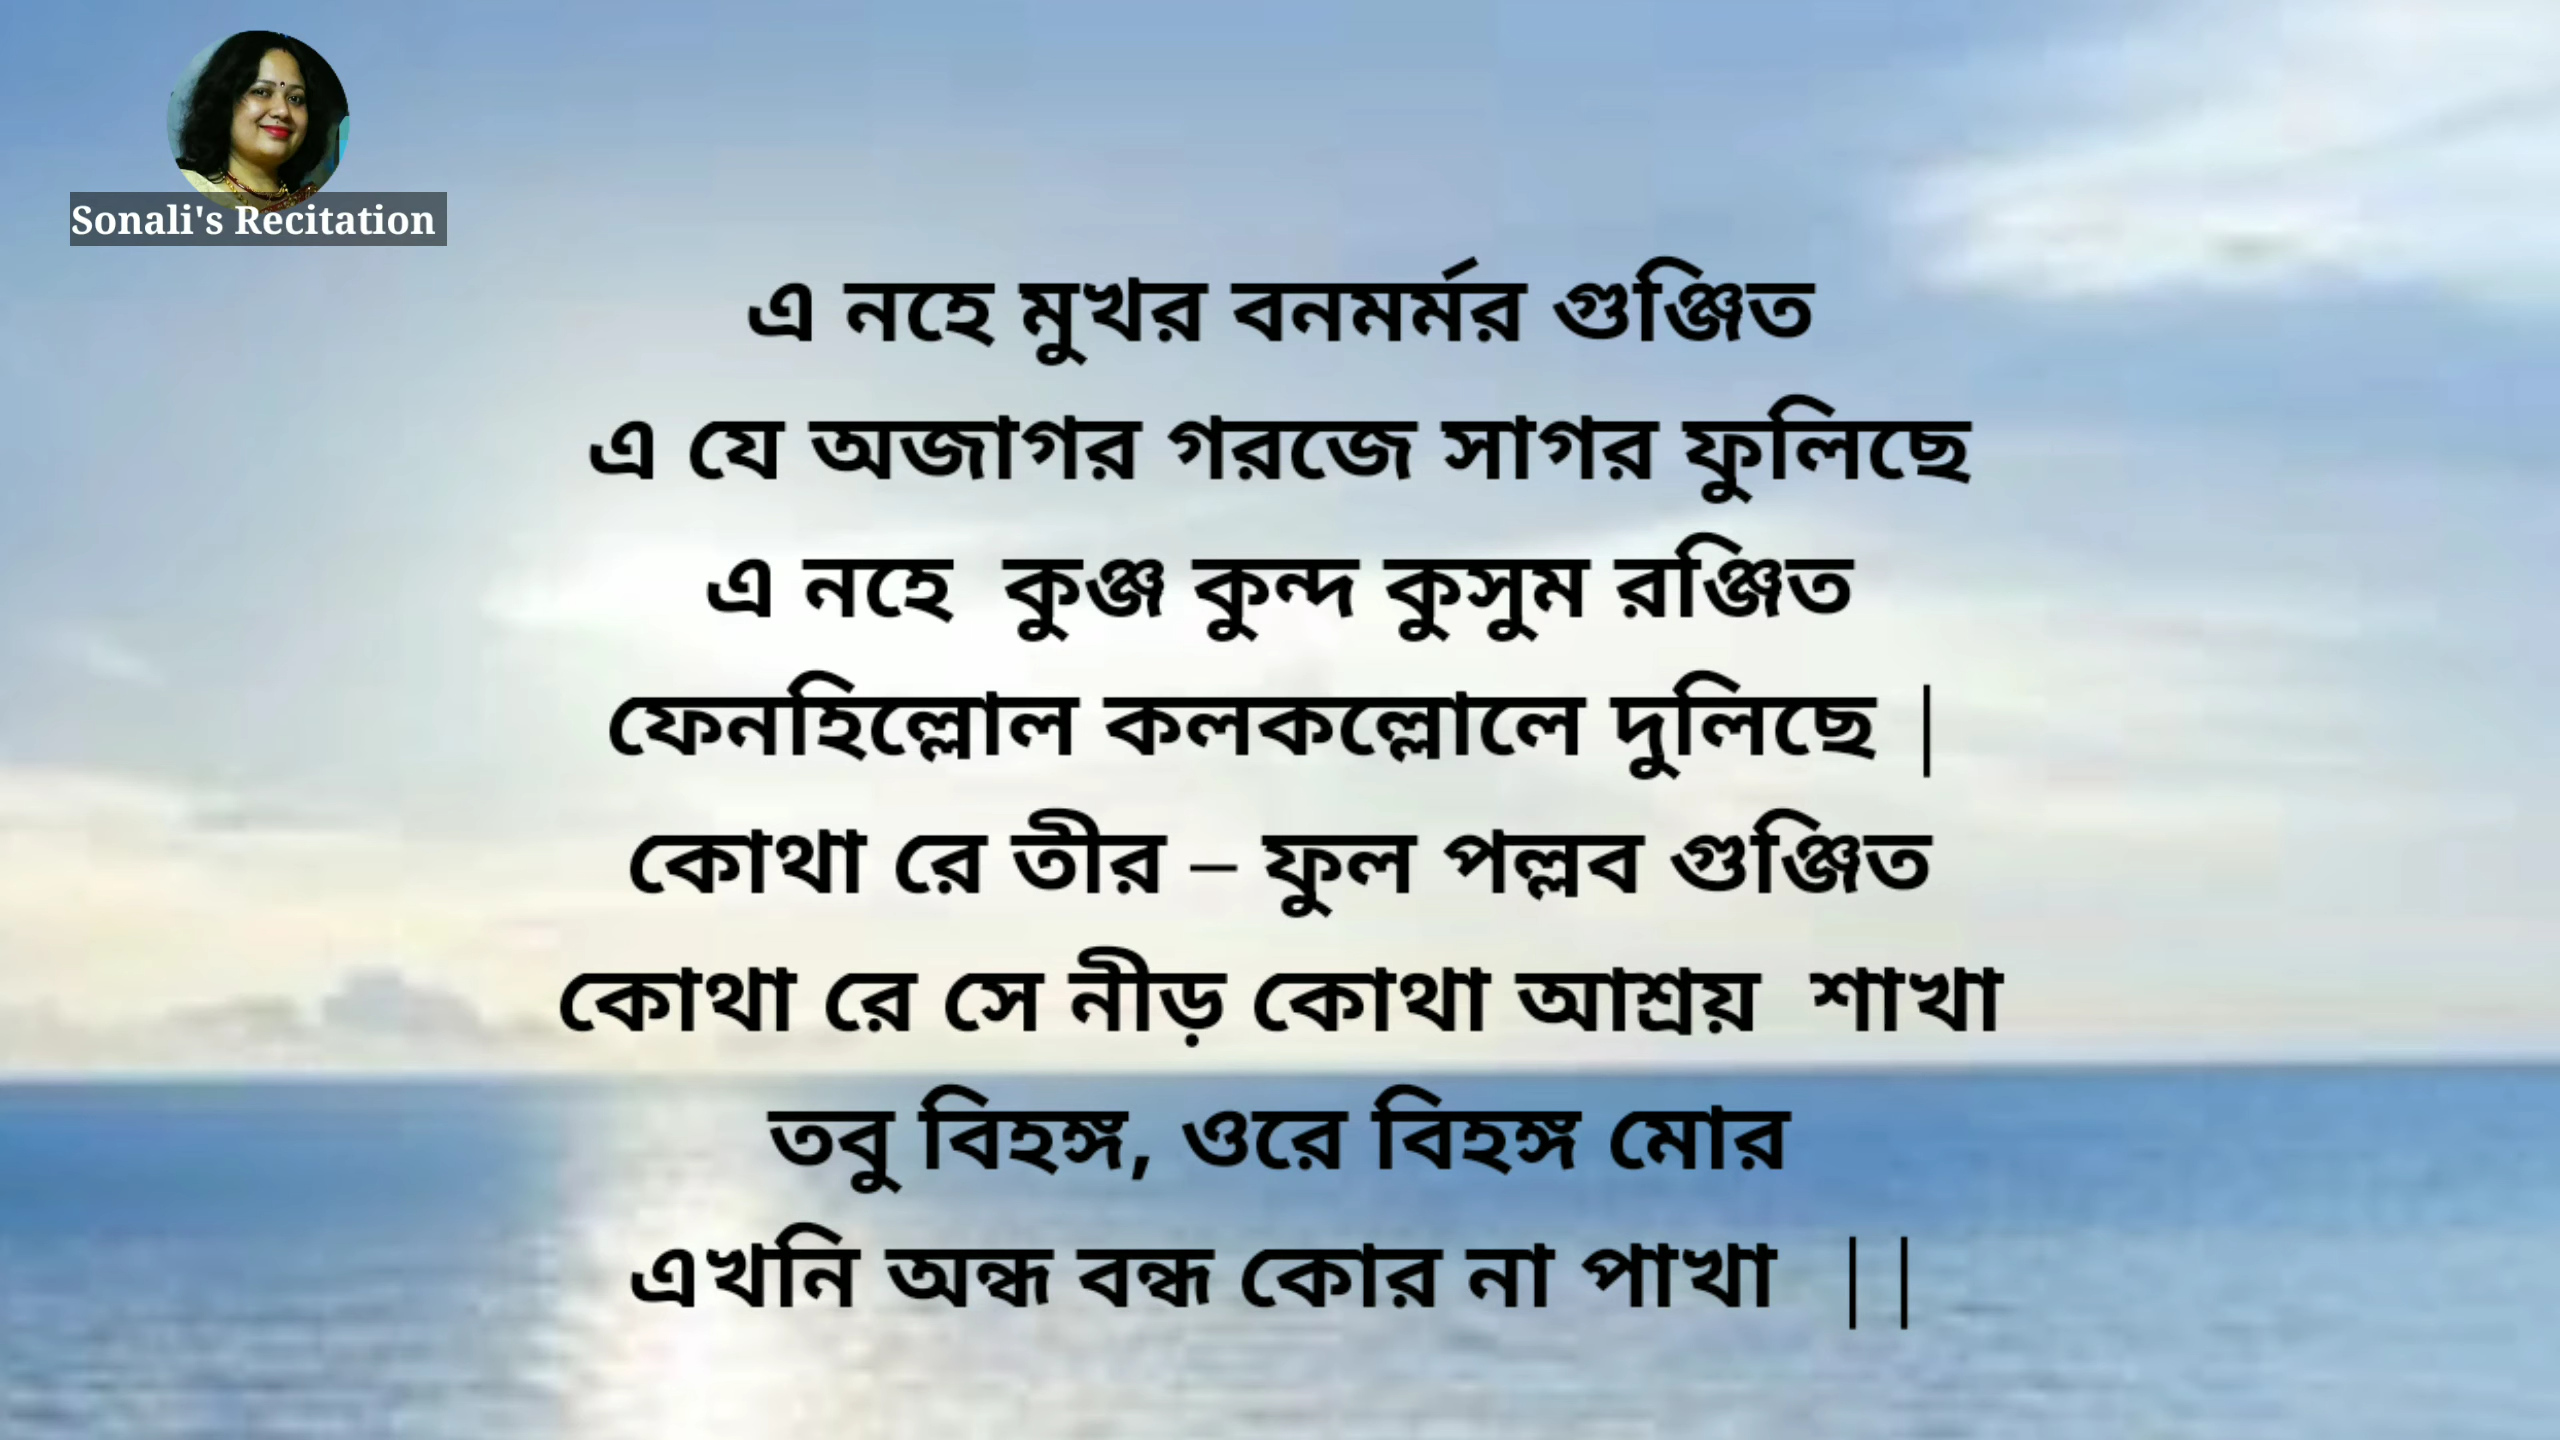 Sonali's Recitation
এ নহে মুখর বনমর্মর গুঞ্জিত
এ যে অজাগর গরজে সাগর ফুলিছে
এ নহে কুঞ্জ কুন্দ কুসুম রঞ্জিত
ফেনহিল্লোল কলকল্লোলে দুলিছে |
কোথা রে তীর – ফুল পল্লব গুঞ্জিত
কোথা রে সে নীড় কোথা আশ্রয় শাখা
তবু বিহঙ্গ, ওরে বিহঙ্গ মোর
এখনি অন্ধ বন্ধ কোর না পাখা ||